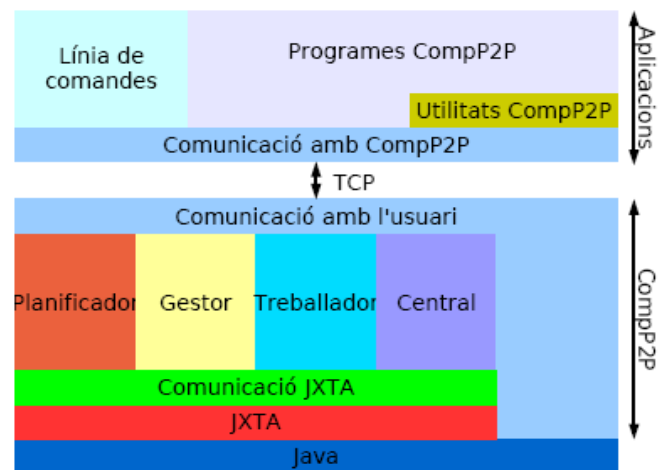 Línia de
comandes
Programes CompP2P
Utilitats CompP2P
Comunicació amb CompP2P
Aplicacions
TCP
Comunicació amb l'usuari
Planificador
Gestor
Treballador
Central
CompP2P
Comunicació JXTA
JXTA
Java